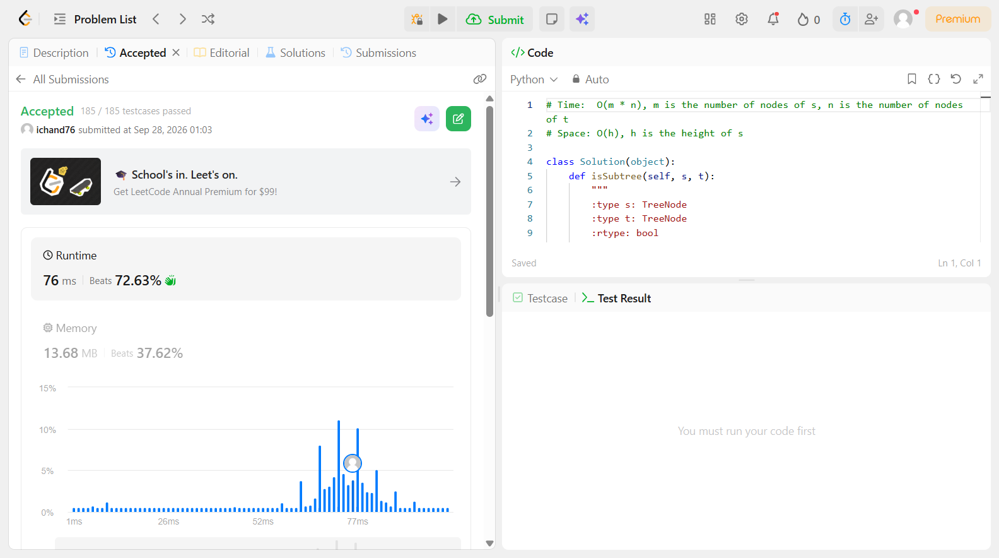 Problem List
Submit
0
Premium
Description
Accepted
Editorial
Solutions
Submissions
All Submissions
Accepted 185 / 185 testcases passed
ichand76 submitted at Sep 28, 2026 01:03
School's in. Leet's on.
Get LeetCode Annual Premium for $99!
Runtime
76 ms Beats 72.63%
Memory
13.68 MB Beats 37.62%
15%
10%
5%
0%
1ms 26ms 52ms 77ms
Code
Python Auto
1 # Time:  O(m * n), m is the number of nodes of s, n is the number of nodes
of t
2 # Space: O(h), h is the height of s
3
4 class Solution(object):
5     def isSubtree(self, s, t):
6         """
7         :type s: TreeNode
8         :type t: TreeNode
9         :rtype: bool
Saved Ln 1, Col 1
Testcase Test Result
You must run your code first